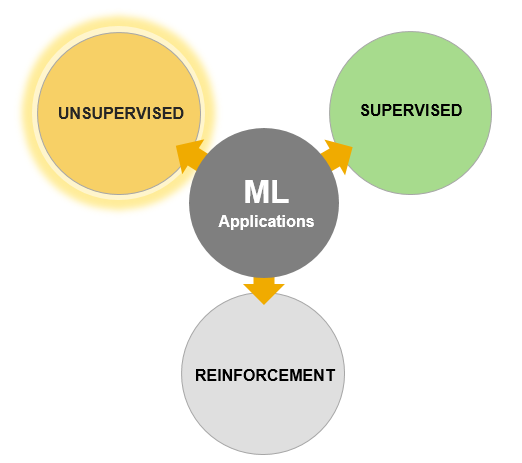 UNSUPERVISED
SUPERVISED
ML
Applications
REINFORCEMENT